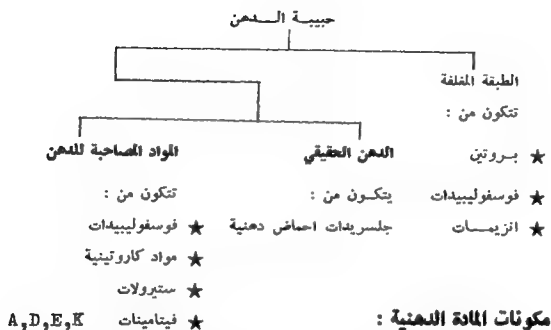 حبيبة الدهن
الطبقة المغلفة
تتكون من :
★ بروتين
★ فوسفوليبيدات
★ انزيمات
الدهن الحقيقي
يتكون من :
جلسريدات احماض دهنية
المواد المصاحبة للدهن
تتكون من :
★ فوسفوليبيدات
★ مواد كاروتينية
★ ستيرولات
★ فيتامينات A,D,E,K
مكونات المادة الدهنية :